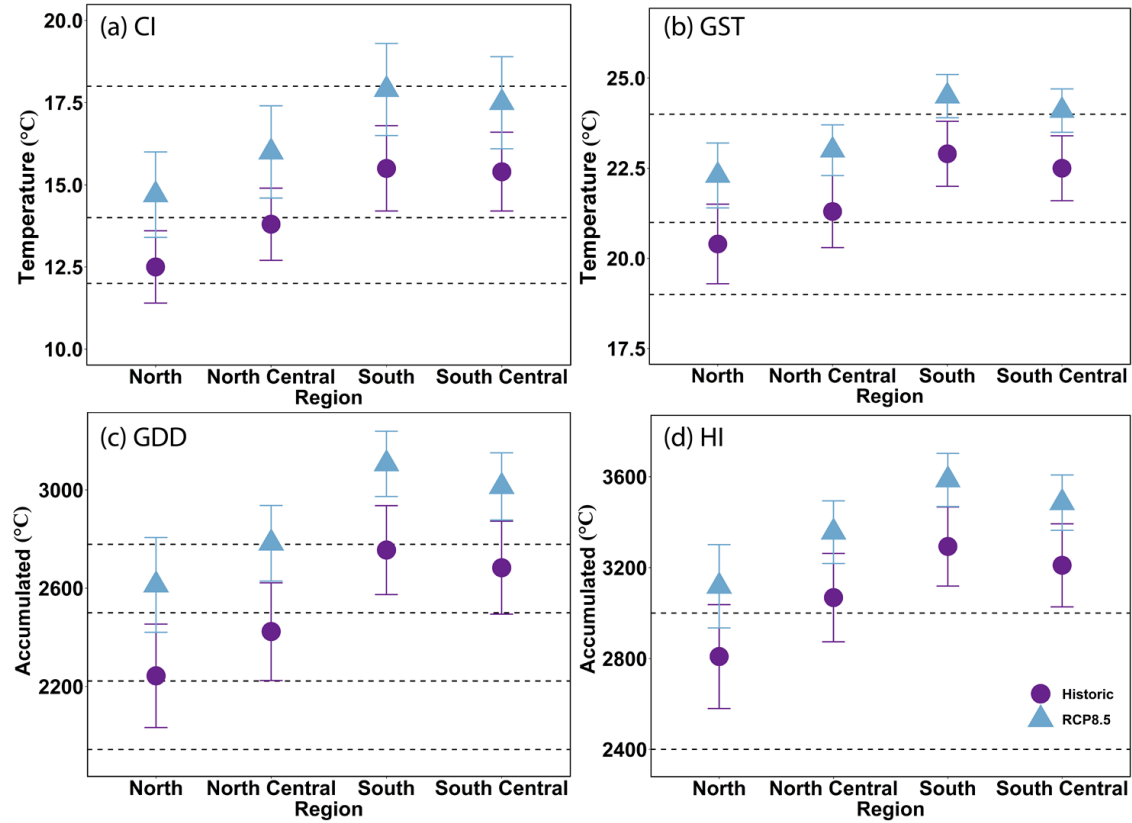 (a) CI
Temperature (°C)
20.0
17.5
15.0
12.5
10.0
North North Central South South Central
Region
(b) GST
Temperature (°C)
25.0
22.5
20.0
17.5
North North Central South South Central
Region
(c) GDD
Accumulated (°C)
3000
2600
2200
North North Central South South Central
Region
(d) HI
Accumulated (°C)
3600
3200
2800
2400
Historic
RCP8.5
North North Central South South Central
Region